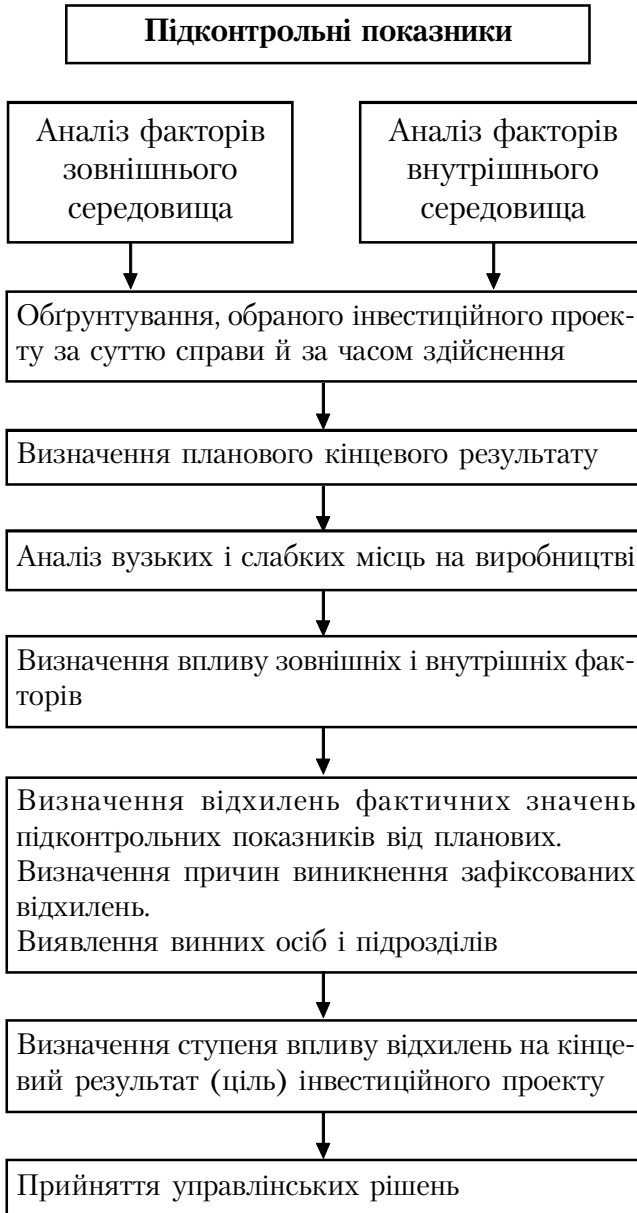 Підконтрольні показники
Аналіз факторів
зовнішнього
середовища
Аналіз факторів
внутрішнього
середовища
Обґрунтування, обраного інвестиційного проек-
ту за суттю справи й за часом здійснення
Визначення планового кінцевого результату
Аналіз вузьких і слабких місць на виробництві
Визначення впливу зовнішніх і внутрішніх фак-
торів
Визначення відхилень фактичних значень
підконтрольних показників від планових.
Визначення причин виникнення зафіксованих
відхилень.
Виявлення винних осіб і підрозділів
Визначення ступеня впливу відхилень на кінце-
вий результат (ціль) інвестиційного проекту
Прийняття управлінських рішень